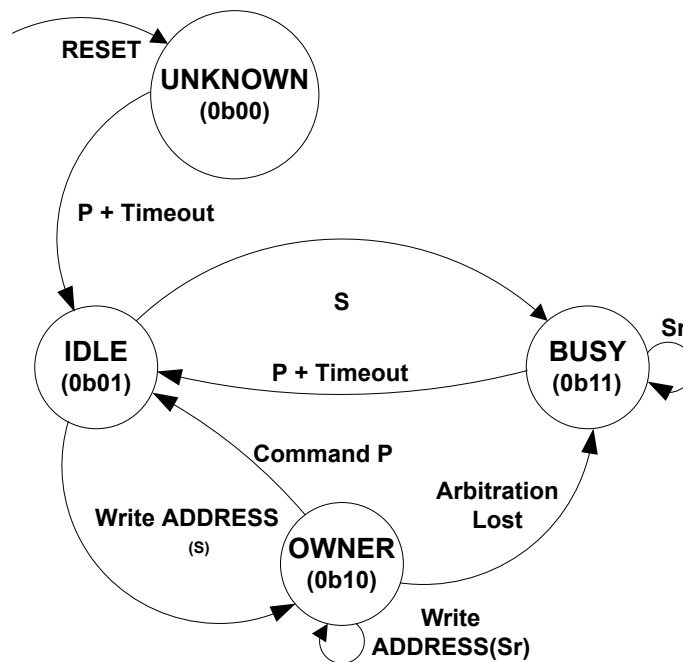 RESET
UNKNOWN
(0b00)
P + Timeout
S
IDLE
(0b01)
BUSY
(0b11)
Sr
P + Timeout
Command P
Arbitration
Lost
Write ADDRESS
(S)
OWNER
(0b10)
Write
ADDRESS(Sr)